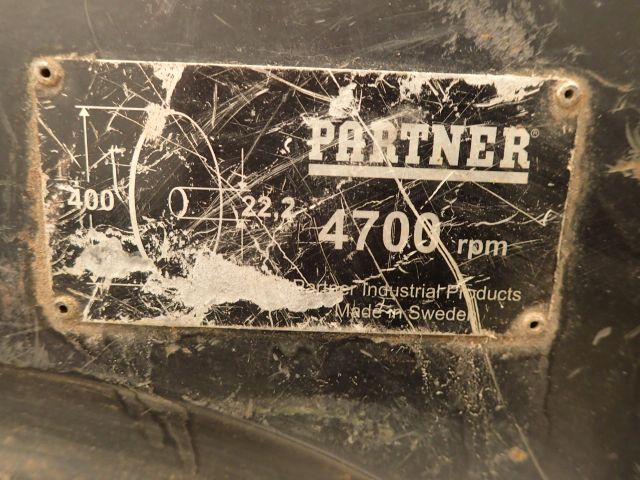 PARTNER®
400
22,2
4700 rpm
Partner Industrial Products
Made in Sweden